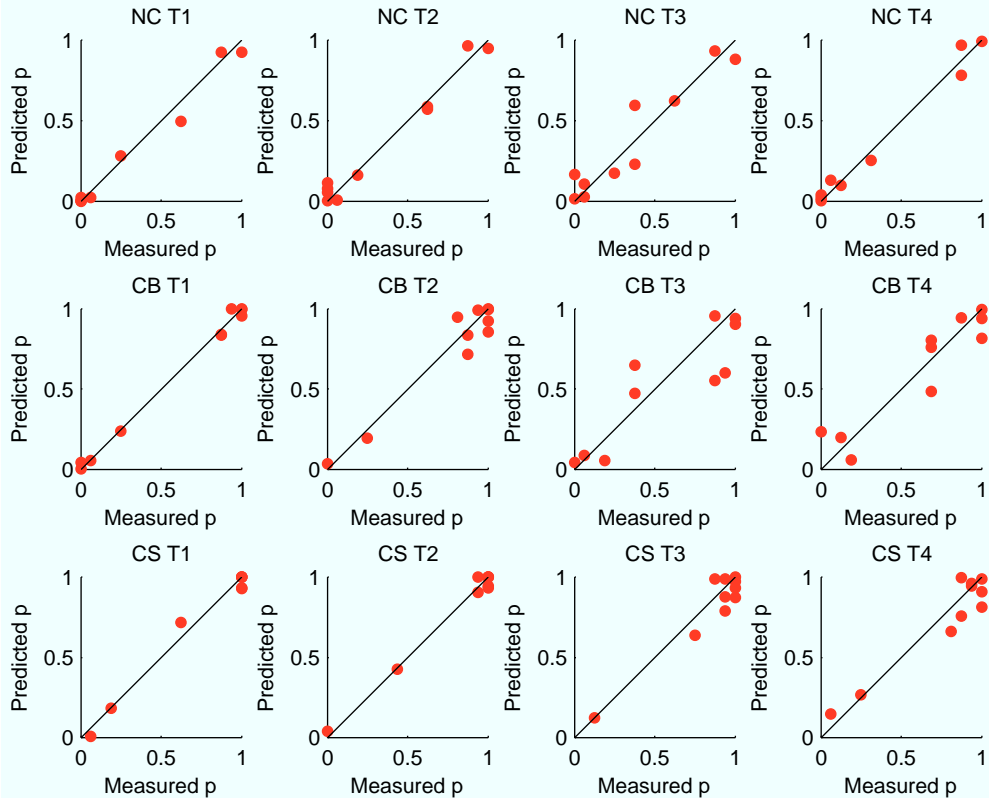 NC T1
NC T2
NC T3
NC T4
Predicted p
Predicted p
Predicted p
Predicted p
1
0.5
0
1
0.5
0
1
0.5
0
1
0.5
0
0 0.5 1
0 0.5 1
0 0.5 1
0 0.5 1
Measured p
Measured p
Measured p
Measured p
CB T1
CB T2
CB T3
CB T4
Predicted p
Predicted p
Predicted p
Predicted p
1
0.5
0
1
0.5
0
1
0.5
0
1
0.5
0
0 0.5 1
0 0.5 1
0 0.5 1
0 0.5 1
Measured p
Measured p
Measured p
Measured p
CS T1
CS T2
CS T3
CS T4
Predicted p
Predicted p
Predicted p
Predicted p
1
0.5
0
1
0.5
0
1
0.5
0
1
0.5
0
0 0.5 1
0 0.5 1
0 0.5 1
0 0.5 1
Measured p
Measured p
Measured p
Measured p